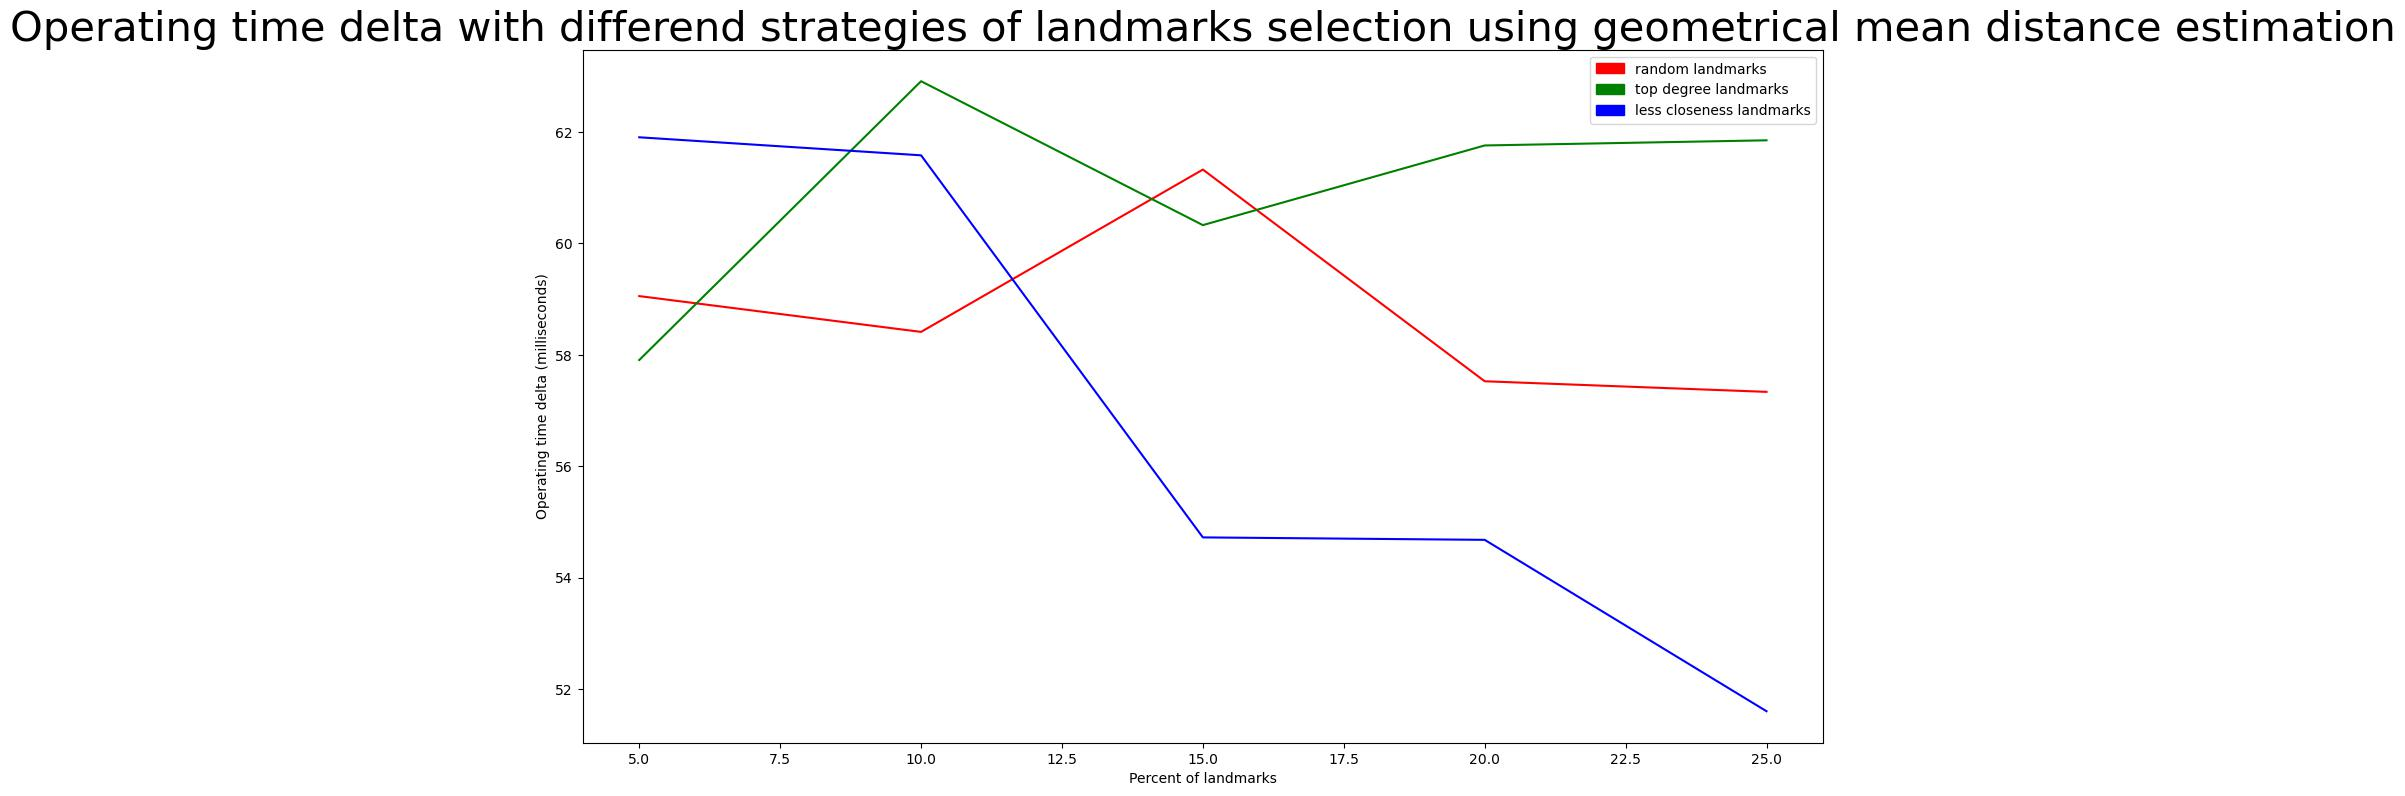 Operating time delta with differend strategies of landmarks selection using geometrical mean distance estimation
random landmarks
top degree landmarks
less closeness landmarks
62
60
58
56
54
52
Operating time delta (milliseconds)
5.0 7.5 10.0 12.5 15.0 17.5 20.0 22.5 25.0
Percent of landmarks